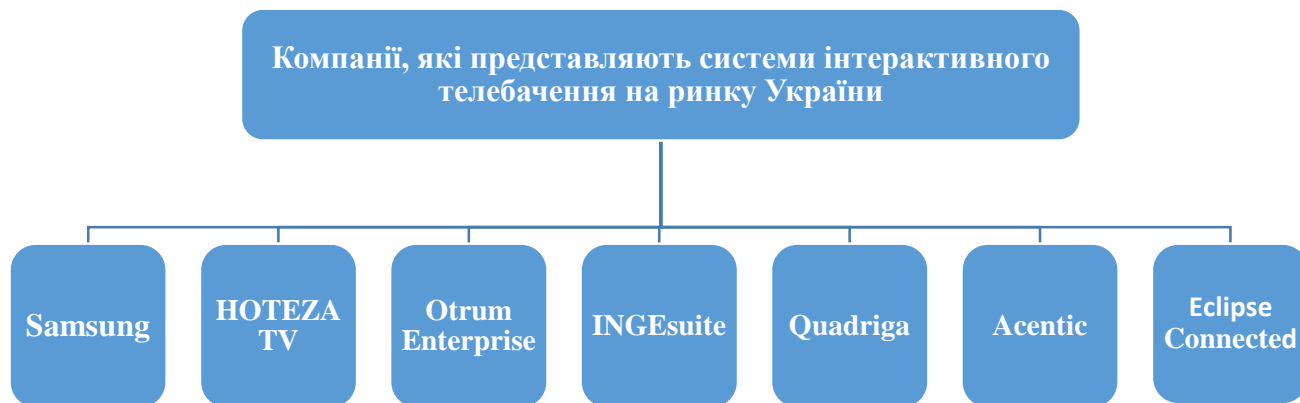 Компанії, які представляють системи інтерактивного
телебачення на ринку України
Samsung
HOTEZA
TV
Otrum
Enterprise
INGEsuite
Quadriga
Acentic
Eclipse
Connected